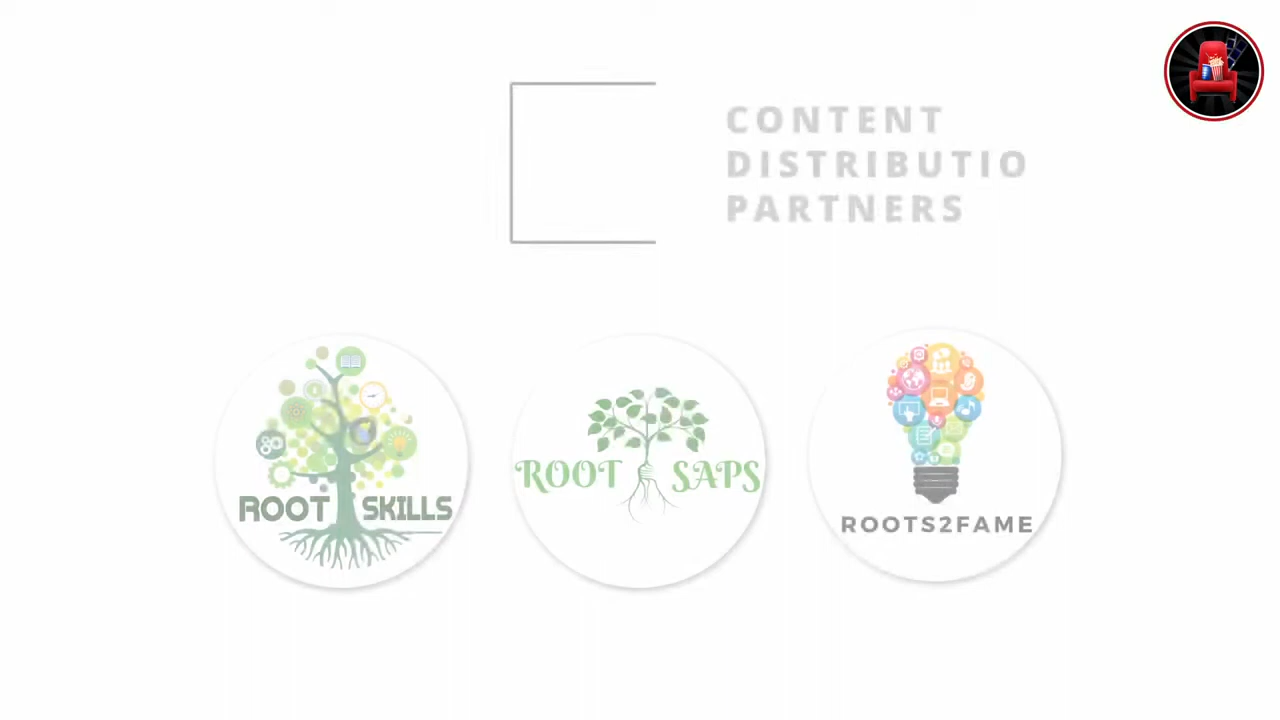 CONTENT
DISTRIBUTIO
PARTNERS
ROOT SKILLS
ROOT SAPS
ROOTS2FAME